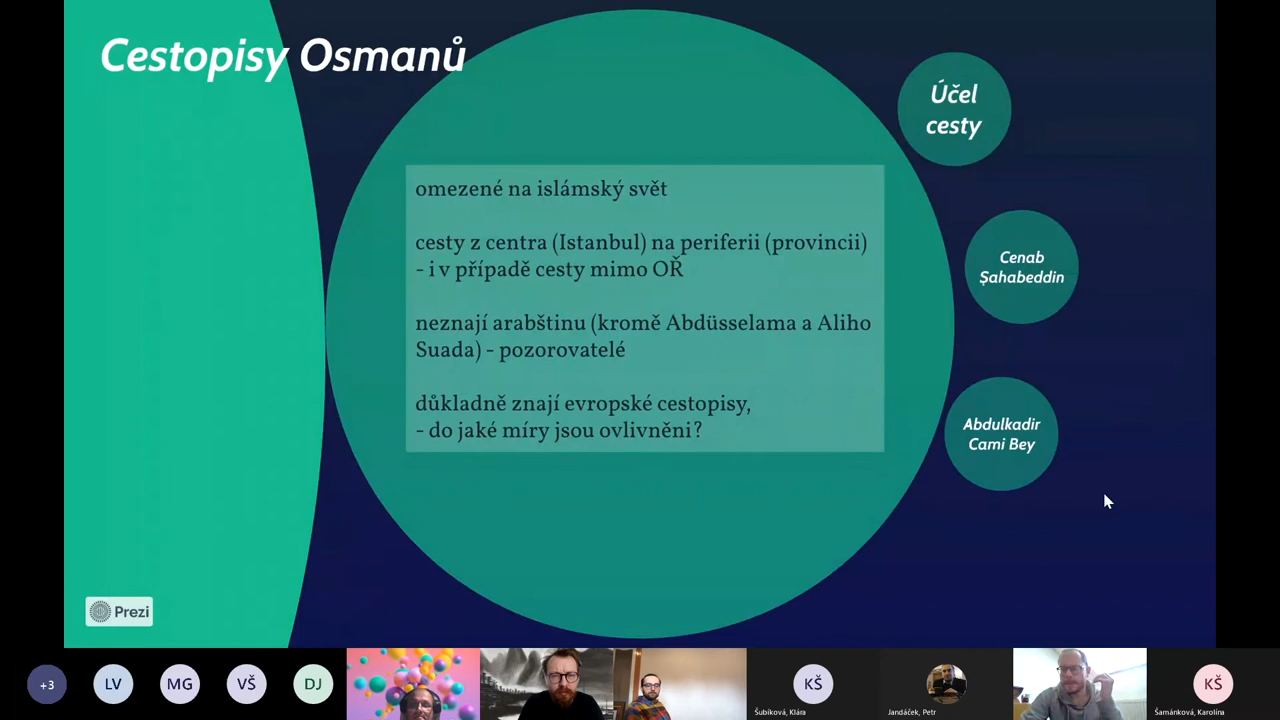 Cestopisy Osmanů
Účel
cesty
omezené na islámský svět
cesty z centra (Istanbul) na periferii (provincii)
- i v případě cesty mimo OŘ
neznají arabštinu (kromě Abdüsselama a Aliho
Suada) - pozorovatelé
důkladně znají evropské cestopisy,
- do jaké míry jsou ovlivněni?
Cenab
Şahabeddin
Abdulkadir
Cami Bey
Prezi
+3
LV
MG
VŠ
DJ
KŠ
Šubíková, Klára
Jandáček, Petr
KŠ
Šamánková, Karolína